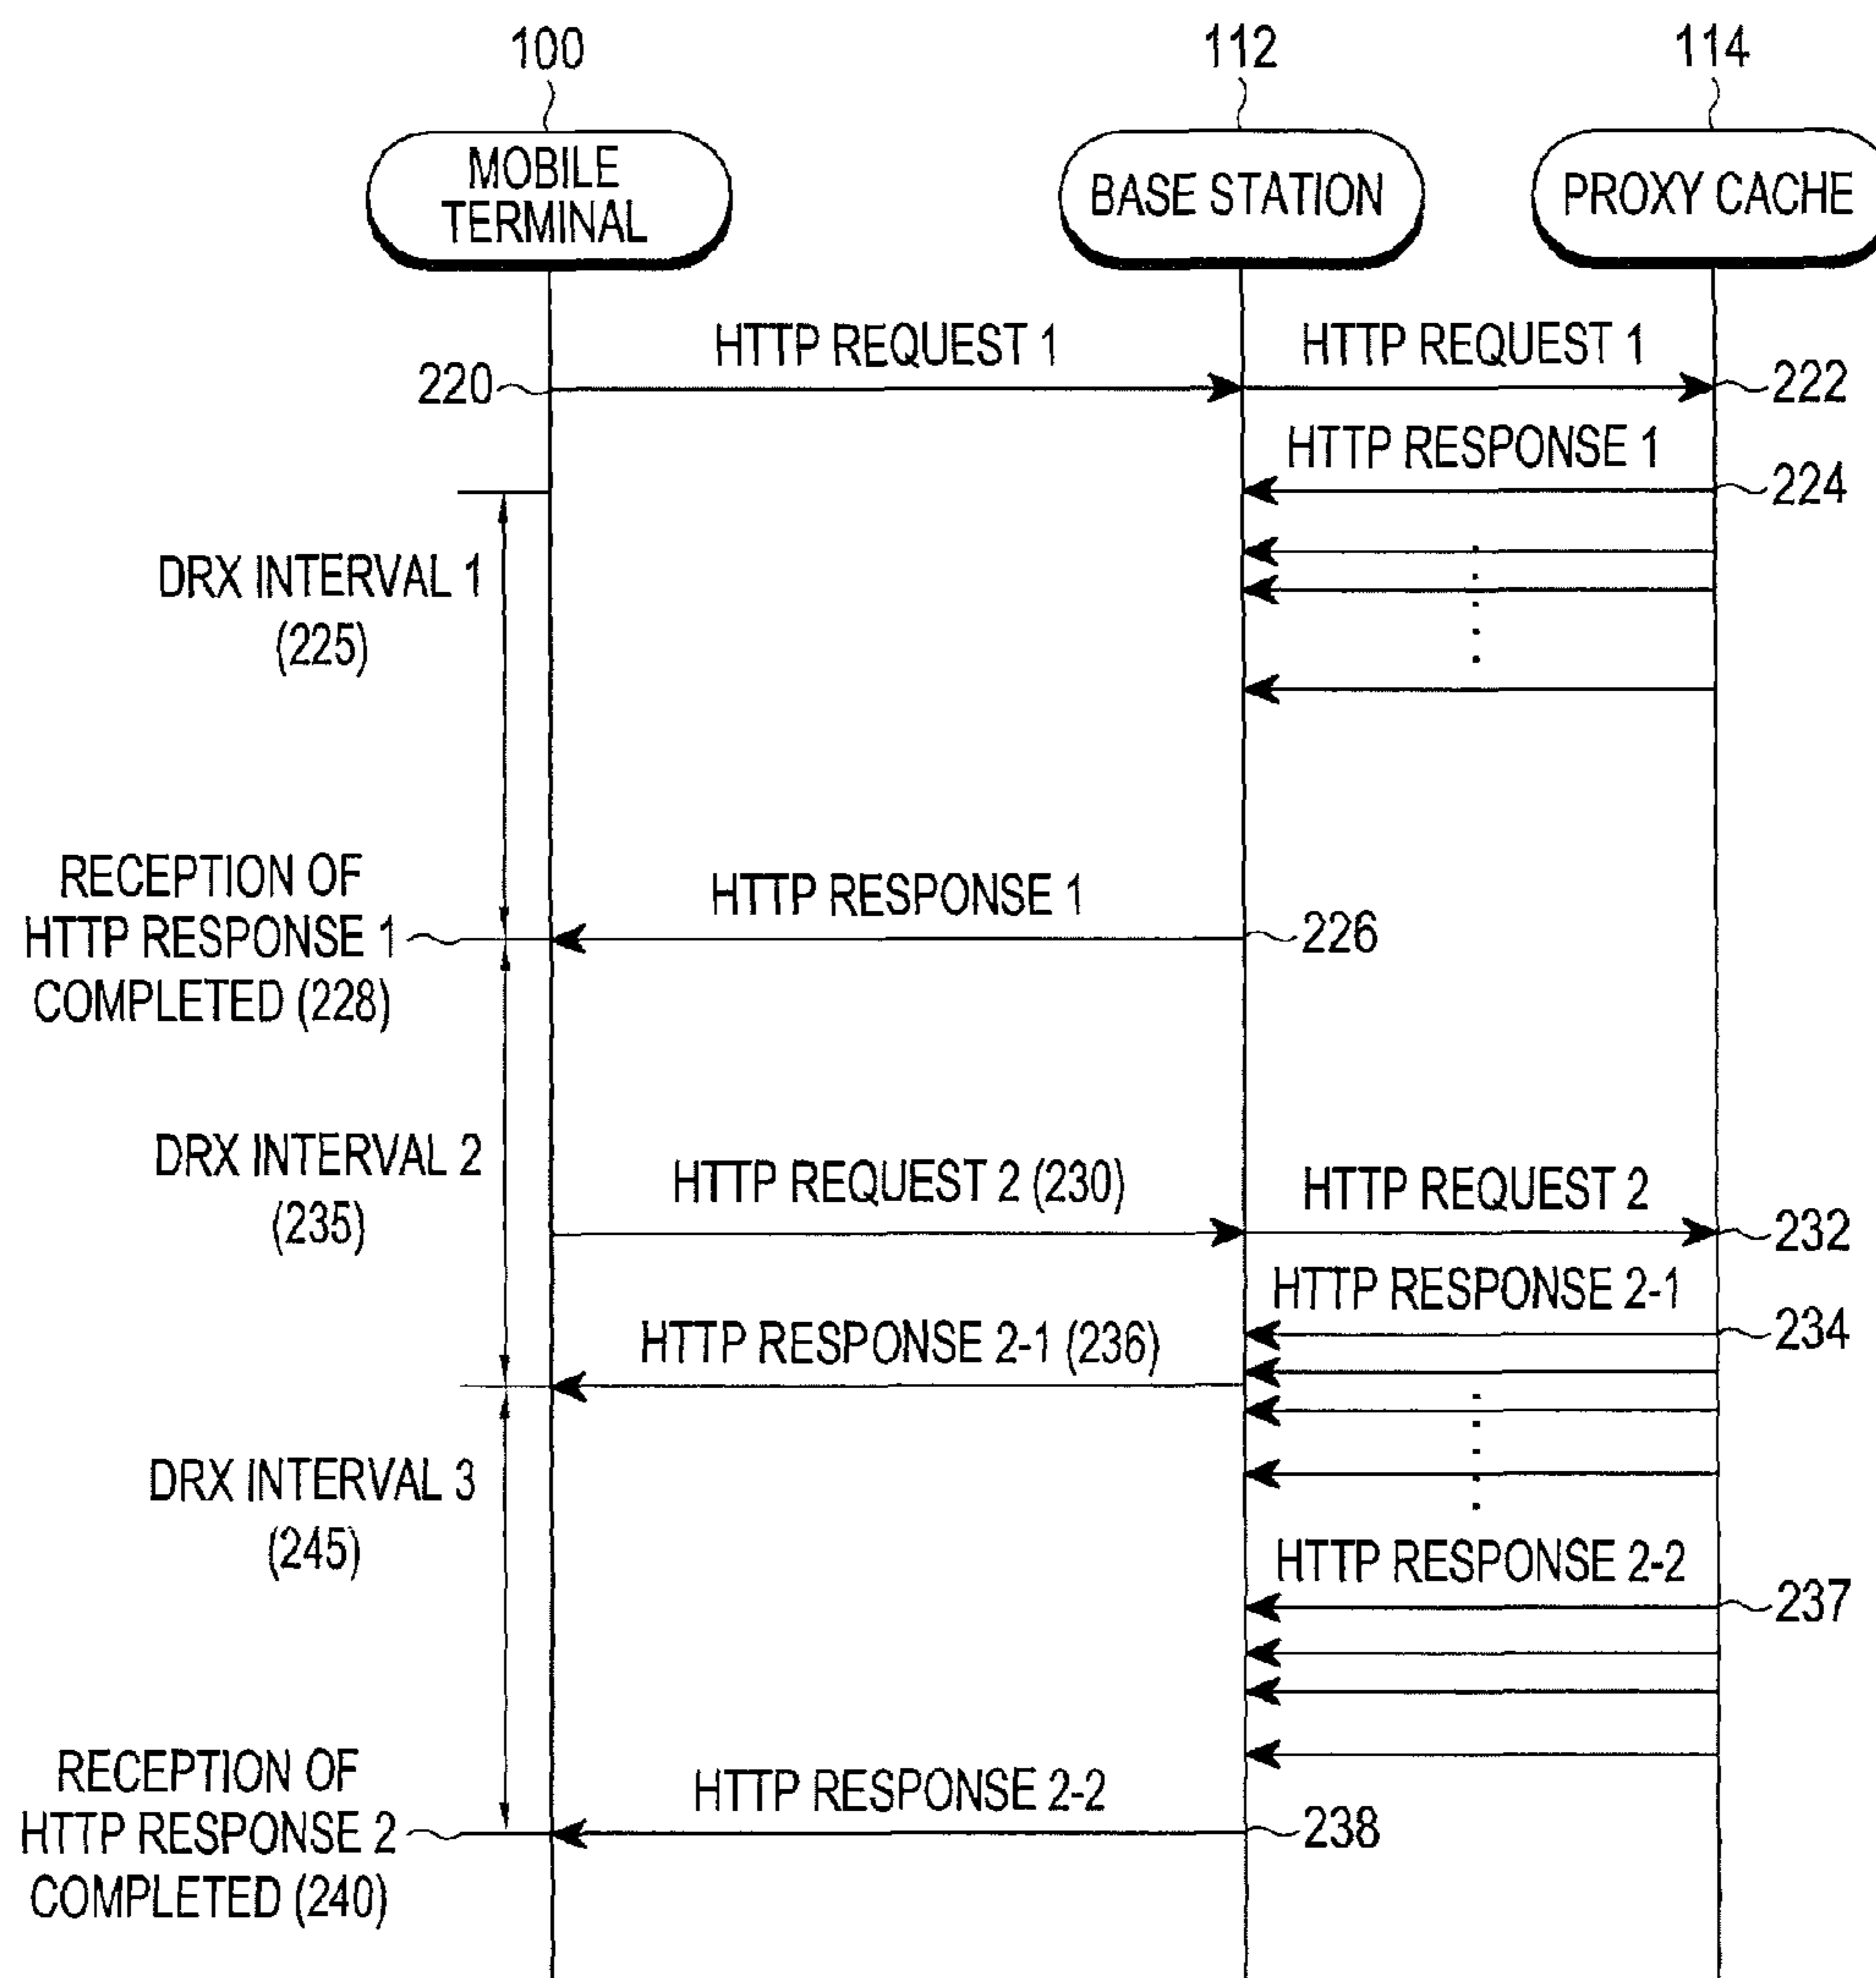 100
112
114
MOBILE
TERMINAL
BASE STATION
PROXY CACHE
HTTP REQUEST 1
HTTP REQUEST 1
220
222
HTTP RESPONSE 1
224
DRX INTERVAL 1
(225)
RECEPTION OF
HTTP RESPONSE 1
COMPLETED (228)
HTTP RESPONSE 1
226
DRX INTERVAL 2
(235)
HTTP REQUEST 2 (230)
HTTP REQUEST 2
232
HTTP RESPONSE 2-1
234
HTTP RESPONSE 2-1 (236)
DRX INTERVAL 3
(245)
HTTP RESPONSE 2-2
237
RECEPTION OF
HTTP RESPONSE 2
COMPLETED (240)
HTTP RESPONSE 2-2
238